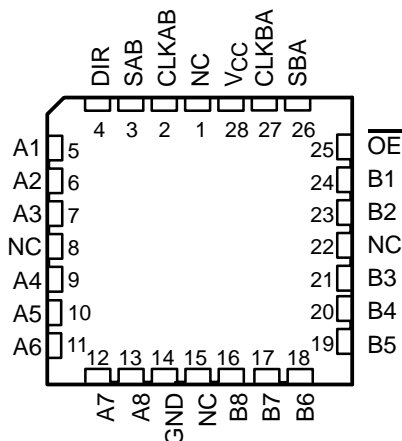 DIR SAB CLKAB NC VCC CLKBA SBA
4 3 2 1 28 27 26
A1 5 25 OE
A2 6 24 B1
A3 7 23 B2
NC 8 22 NC
A4 9 21 B3
A5 10 20 B4
A6 11 19 B5
12 13 14 15 16 17 18
A7 A8 GND NC B8 B7 B6